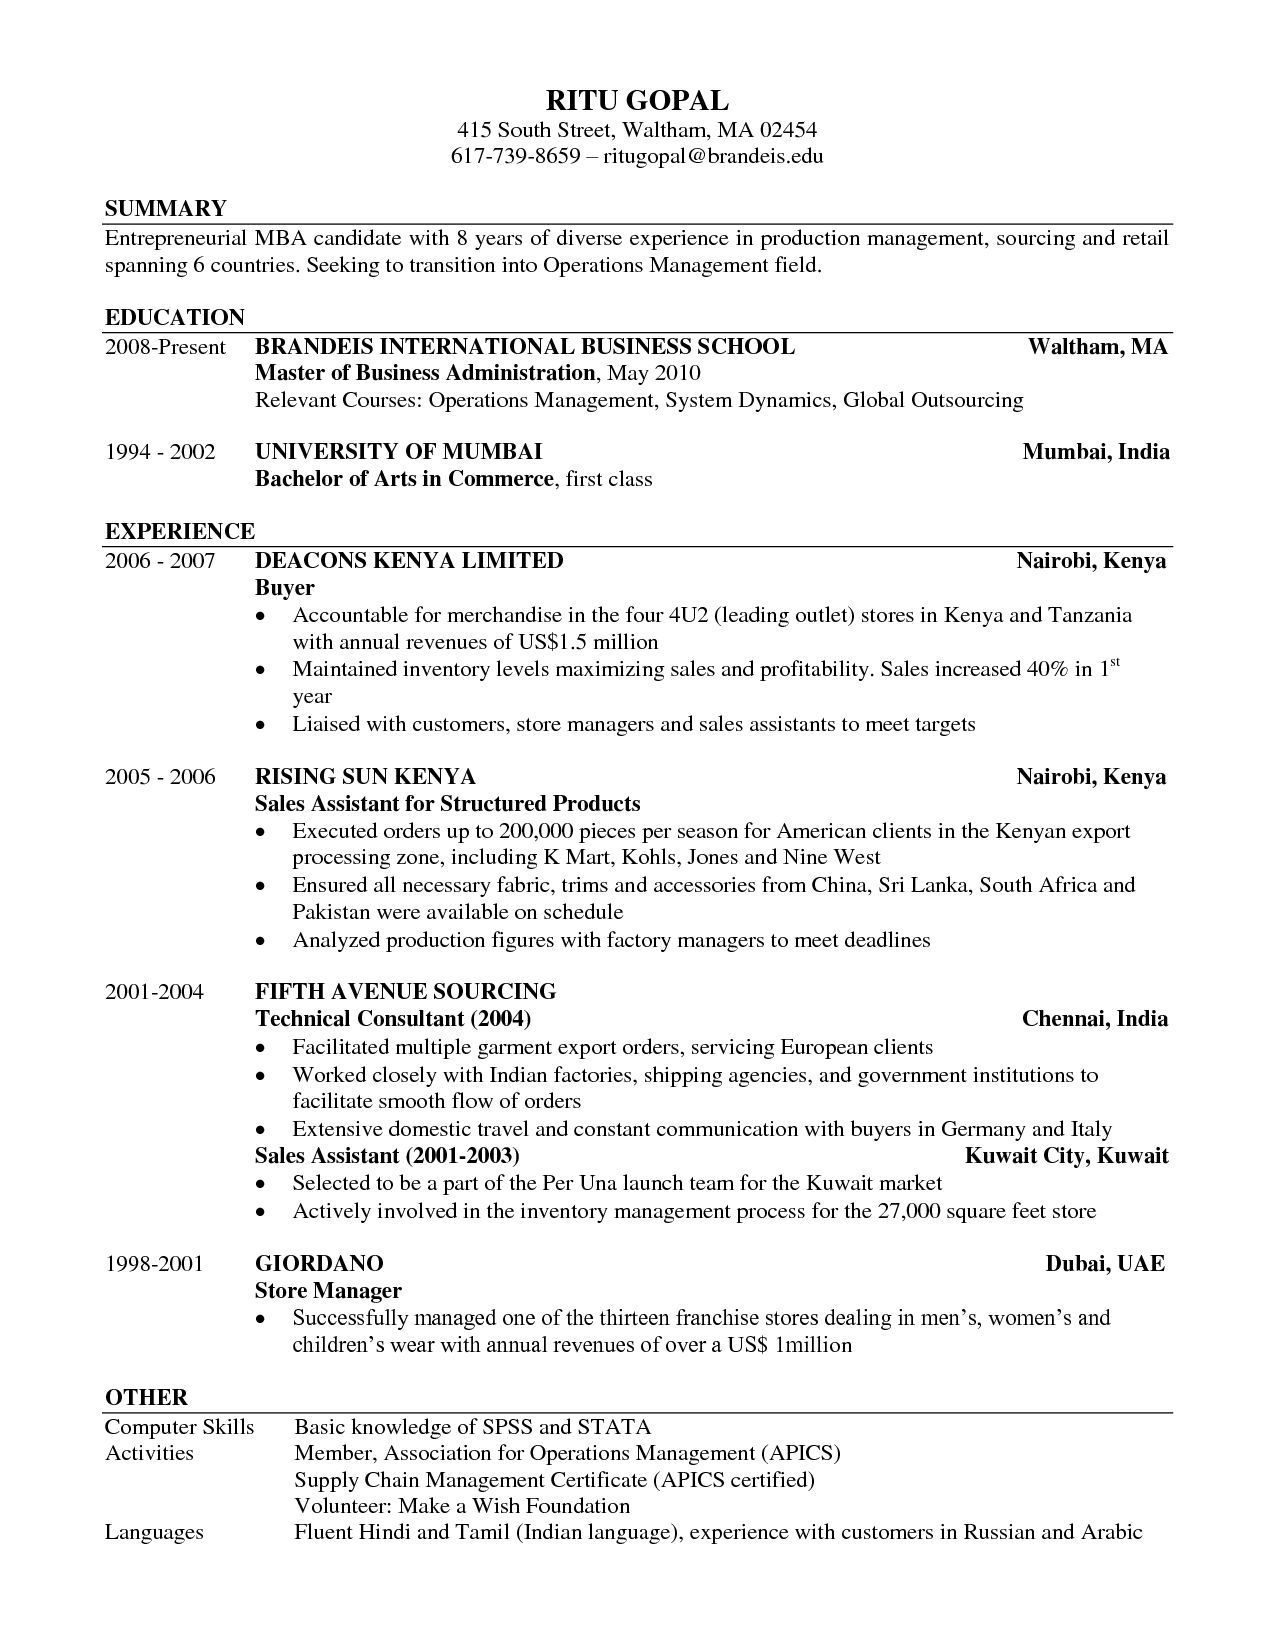 RITU GOPAL
415 South Street, Waltham, MA 02454
617-739-8659 – ritugopal@brandeis.edu
SUMMARY
Entrepreneurial MBA candidate with 8 years of diverse experience in production management, sourcing and retail
spanning 6 countries. Seeking to transition into Operations Management field.
EDUCATION
2008-Present BRANDEIS INTERNATIONAL BUSINESS SCHOOL Waltham, MA
Master of Business Administration, May 2010
Relevant Courses: Operations Management, System Dynamics, Global Outsourcing
1994 - 2002 UNIVERSITY OF MUMBAI Mumbai, India
Bachelor of Arts in Commerce, first class
EXPERIENCE
2006 - 2007 DEACONS KENYA LIMITED Nairobi, Kenya
Buyer
• Accountable for merchandise in the four 4U2 (leading outlet) stores in Kenya and Tanzania
with annual revenues of US$1.5 million
• Maintained inventory levels maximizing sales and profitability. Sales increased 40% in 1st
year
• Liaised with customers, store managers and sales assistants to meet targets
2005 - 2006 RISING SUN KENYA Nairobi, Kenya
Sales Assistant for Structured Products
• Executed orders up to 200,000 pieces per season for American clients in the Kenyan export
processing zone, including K Mart, Kohls, Jones and Nine West
• Ensured all necessary fabric, trims and accessories from China, Sri Lanka, South Africa and
Pakistan were available on schedule
• Analyzed production figures with factory managers to meet deadlines
2001-2004 FIFTH AVENUE SOURCING
Technical Consultant (2004) Chennai, India
• Facilitated multiple garment export orders, servicing European clients
• Worked closely with Indian factories, shipping agencies, and government institutions to
facilitate smooth flow of orders
• Extensive domestic travel and constant communication with buyers in Germany and Italy
Sales Assistant (2001-2003) Kuwait City, Kuwait
• Selected to be a part of the Per Una launch team for the Kuwait market
• Actively involved in the inventory management process for the 27,000 square feet store
1998-2001 GIORDANO Dubai, UAE
Store Manager
• Successfully managed one of the thirteen franchise stores dealing in men’s, women’s and
children’s wear with annual revenues of over a US$ 1million
OTHER
Computer Skills Basic knowledge of SPSS and STATA
Activities Member, Association for Operations Management (APICS)
Supply Chain Management Certificate (APICS certified)
Volunteer: Make a Wish Foundation
Languages Fluent Hindi and Tamil (Indian language), experience with customers in Russian and Arabic